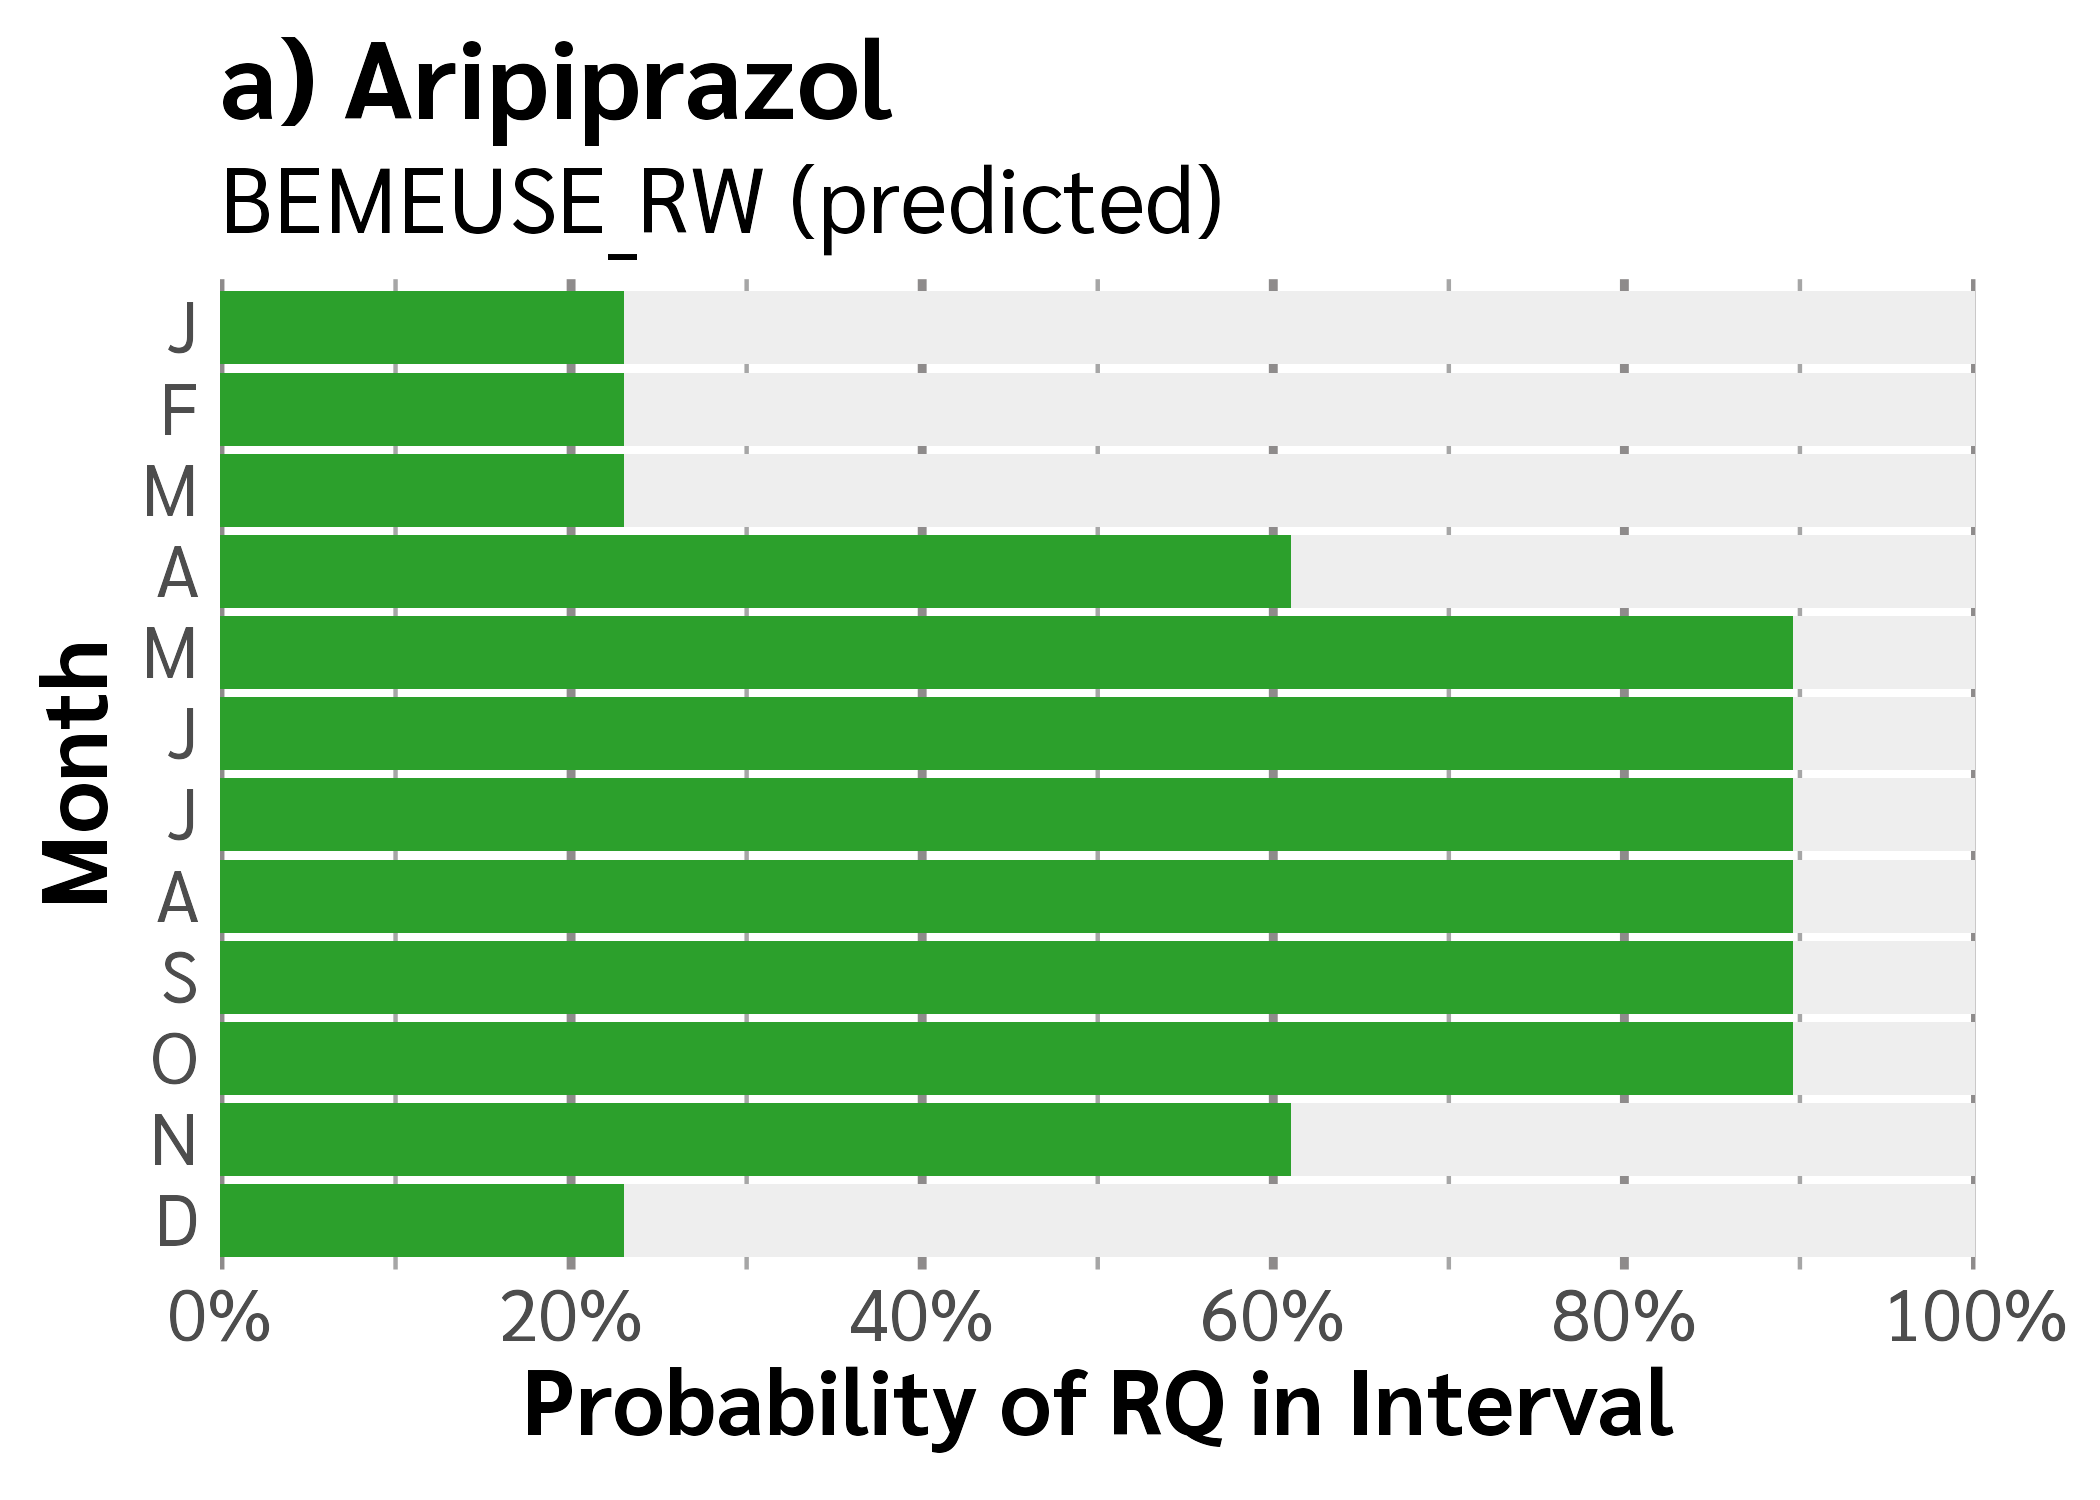 a) Aripiprazol
BEMEUSE_RW (predicted)
Month
J
F
M
A
M
J
J
A
S
O
N
D
0% 20% 40% 60% 80% 100%
Probability of RQ in Interval